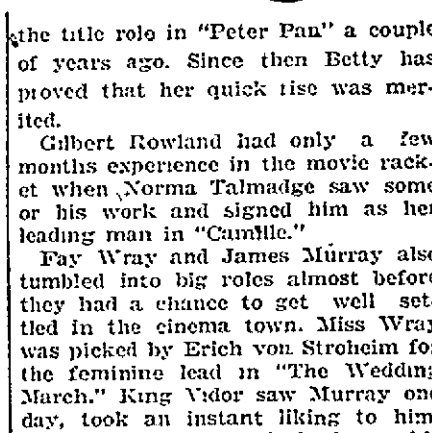 the title role in "Peter Pan" a couple
of years ago. Since then Betty has
proved that her quick rise was mer-
ited.
Gilbert Rowland had only a few
months experience in the movie rack-
et when Norma Talmadge saw some
or his work and signed him as her
leading man in "Camille."
Fay Wray and James Murray also
tumbled into big roles almost before
they had a chance to get well set-
tled in the cinema town. Miss Wray
was picked by Erich von Stroheim for
the feminine lead in "The Wedding
March." King Vidor saw Murray one
day, took an instant liking to him